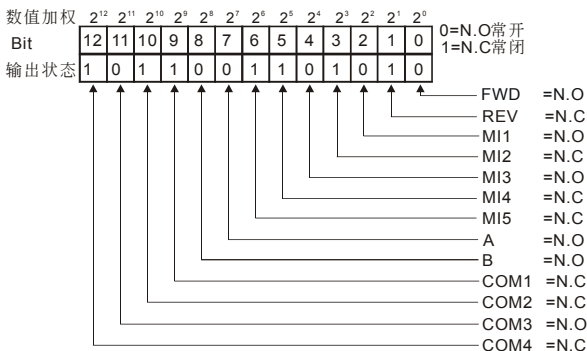 数值加权 2¹² 2¹¹ 2¹⁰ 2⁹ 2⁸ 2⁷ 2⁶ 2⁵ 2⁴ 2³ 2² 2¹ 2⁰
Bit 12 11 10 9 8 7 6 5 4 3 2 1 0
0=N.O常开
1=N.C常闭
输出状态 1 0 1 1 0 0 1 1 0 1 0 1 0
FWD =N.O
REV =N.C
MI1 =N.O
MI2 =N.C
MI3 =N.O
MI4 =N.C
MI5 =N.C
A =N.O
B =N.O
COM1 =N.C
COM2 =N.C
COM3 =N.O
COM4 =N.C